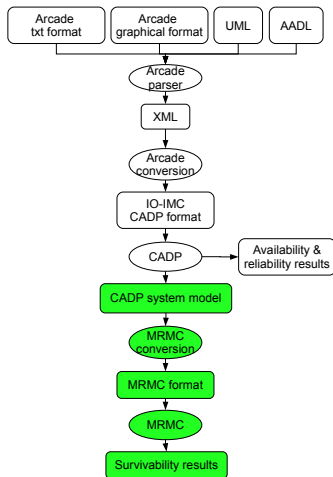 Arcade
txt format
Arcade
graphical format
UML
AADL
Arcade
parser
XML
Arcade
conversion
IO-IMC
CADP format
CADP
Availability &
reliability results
CADP system model
MRMC
conversion
MRMC format
MRMC
Survivability results